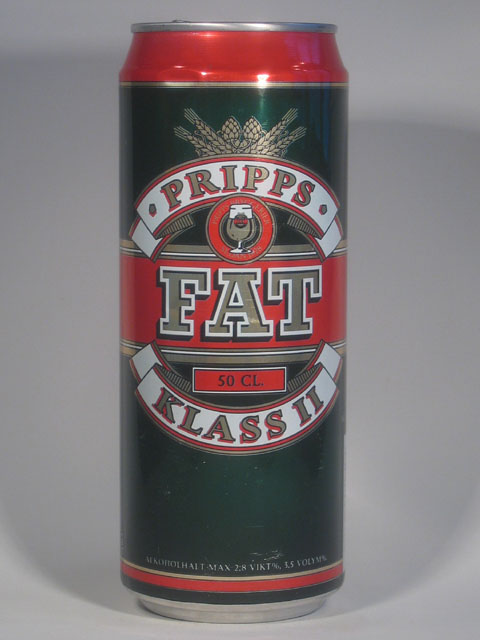 PRIPPS
FAT
50 CL.
KLASS II
ALKOHOLHALT MAX 2,8 VIKT%, 3,5 VOLYM%